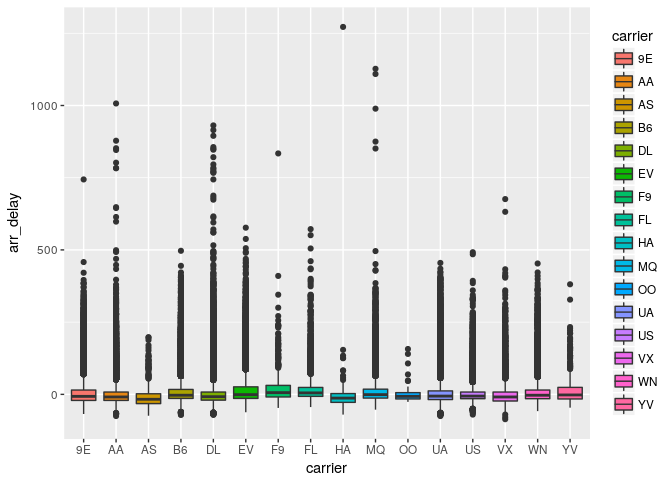 carrier
9E
AA
AS
B6
DL
EV
F9
FL
HA
MQ
OO
UA
US
VX
WN
YV
1000
500
0
arr_delay
9E AA AS B6 DL EV F9 FL HA MQ OO UA US VX WN YV
carrier